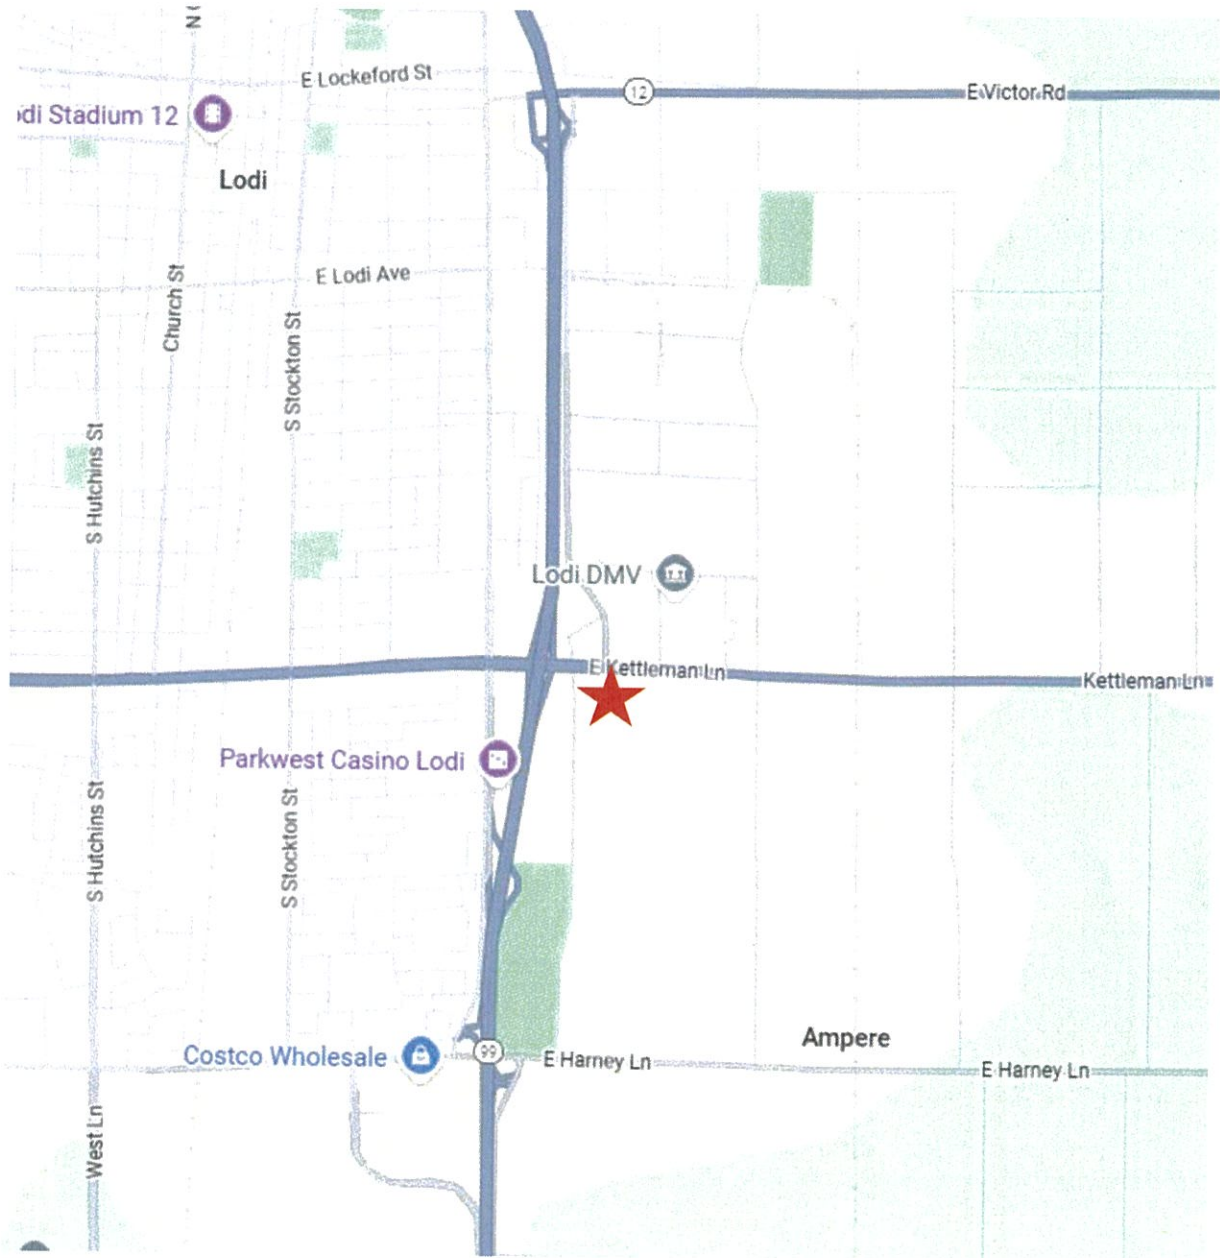 N
E Lockeford St
12
E Victor Rd
odi Stadium 12
Lodi
E Lodi Ave
Church St
S Stockton St
S Hutchins St
Lodi DMV
E Kettleman Ln
Kettleman Ln
Parkwest Casino Lodi
S Hutchins St
S Stockton St
Ampere
Costco Wholesale
99
E Harney Ln
E Harney Ln
West Ln